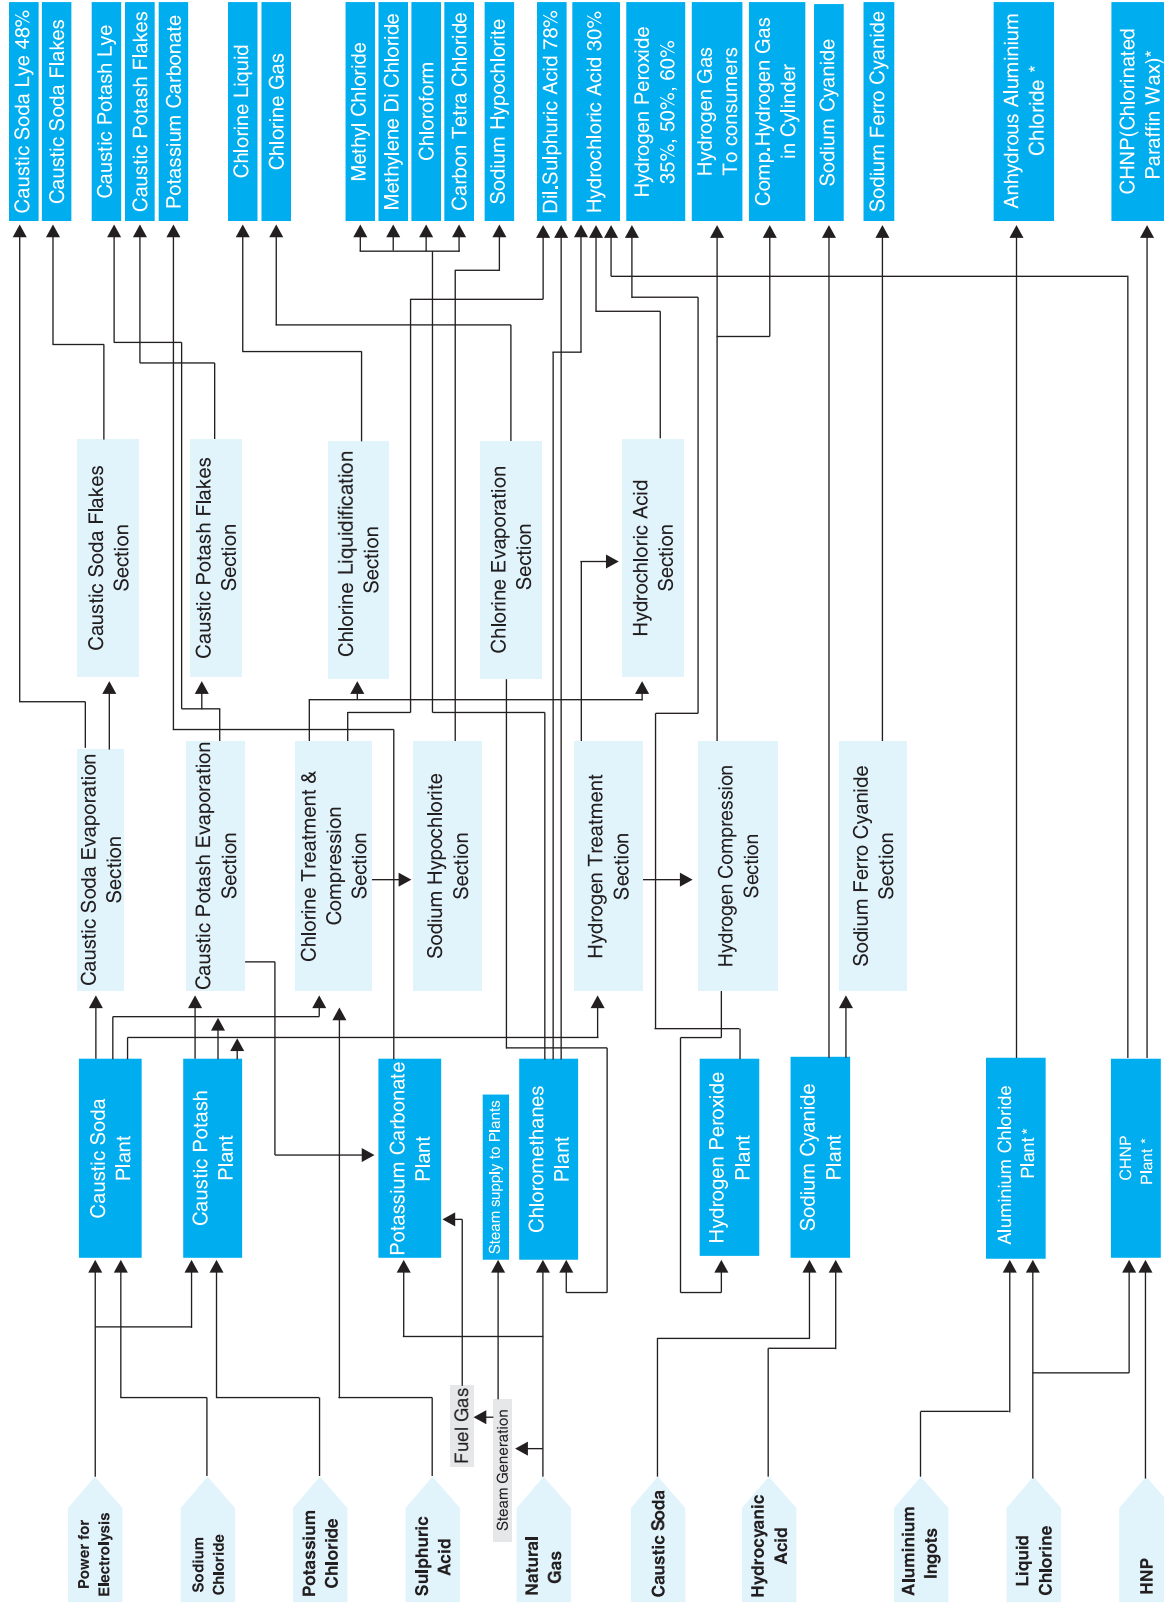 Power for
Electrolysis
Sodium
Chloride
Potassium
Chloride
Sulphuric
Acid
Natural
Gas
Caustic Soda
Hydrocyanic
Acid
Aluminium
Ingots
Liquid
Chlorine
HNP
Fuel Gas
Steam Generation
Caustic Soda
Plant
Caustic Potash
Plant
Potassium Carbonate
Plant
Steam supply to Plants
Chloromethanes
Plant
Hydrogen Peroxide
Plant
Sodium Cyanide
Plant
Aluminium Chloride
Plant *
CHNP
Plant *
Caustic Soda Evaporation
Section
Caustic Potash Evaporation
Section
Chlorine Treatment &
Compression
Section
Sodium Hypochlorite
Section
Hydrogen Treatment
Section
Hydrogen Compression
Section
Sodium Ferro Cyanide
Section
Caustic Soda Flakes
Section
Caustic Potash Flakes
Section
Chlorine Liquidification
Section
Chlorine Evaporation
Section
Hydrochloric Acid
Section
Caustic Soda Lye 48%
Caustic Soda Flakes
Caustic Potash Lye
Caustic Potash Flakes
Potassium Carbonate
Chlorine Liquid
Chlorine Gas
Methyl Chloride
Methylene Di Chloride
Chloroform
Carbon Tetra Chloride
Sodium Hypochlorite
Dil.Sulphuric Acid 78%
Hydrochloric Acid 30%
Hydrogen Peroxide
35%, 50%, 60%
Hydrogen Gas
To consumers
Comp.Hydrogen Gas
in Cylinder
Sodium Cyanide
Sodium Ferro Cyanide
Anhydrous Aluminium
Chloride *
CHNP(Chlorinated
Paraffin Wax)*